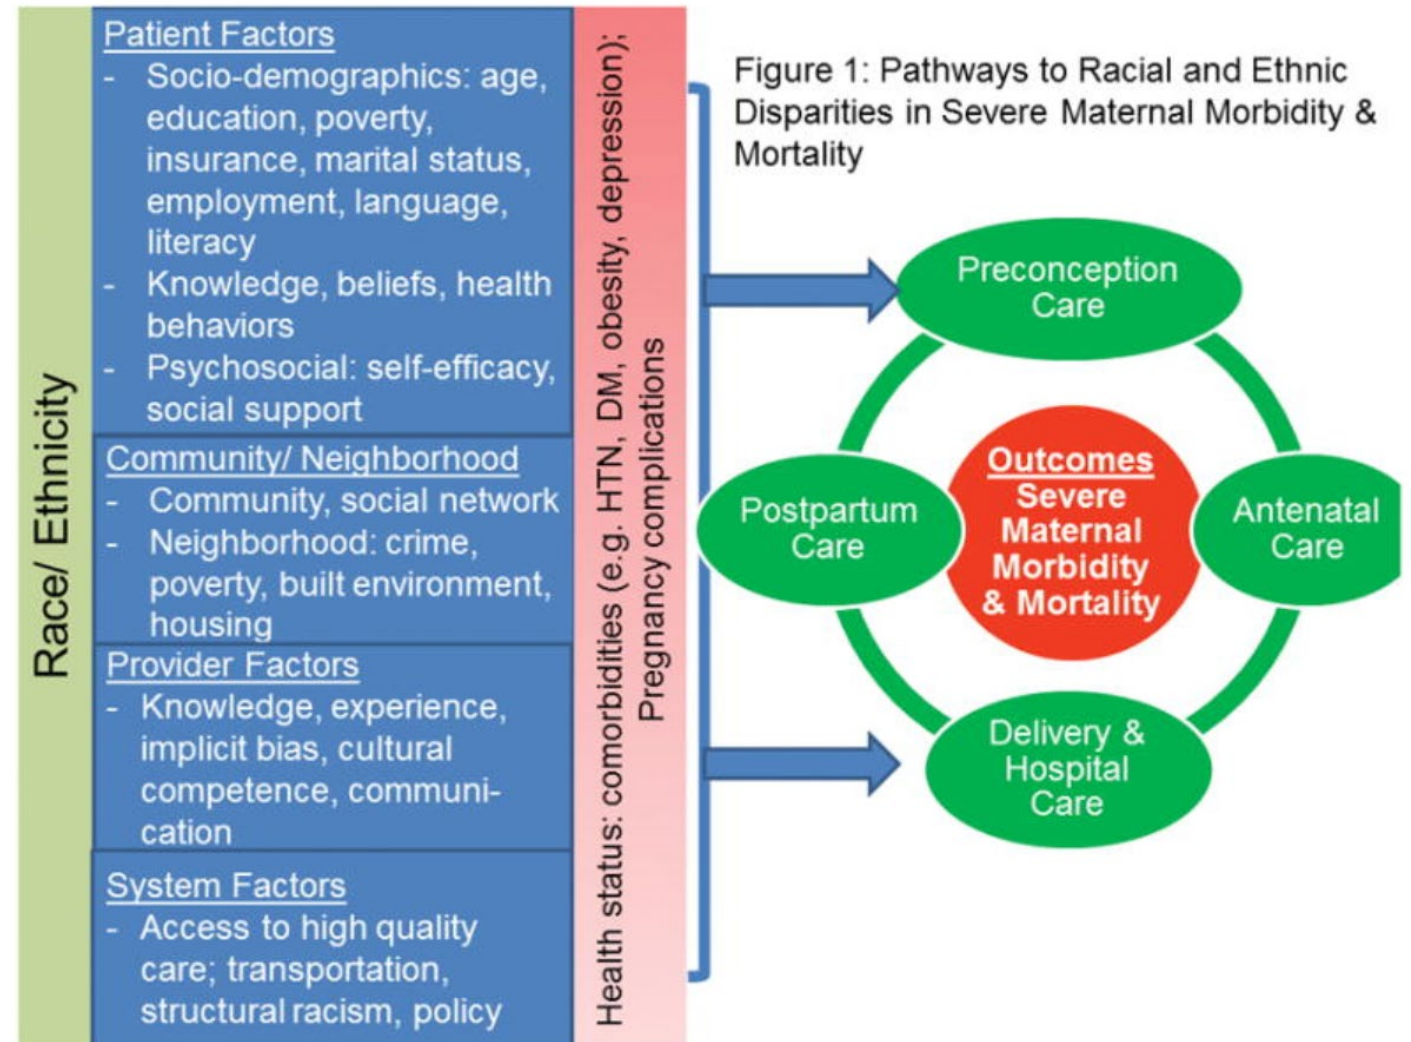 Race/ Ethnicity
Patient Factors
- Socio-demographics: age,
education, poverty,
insurance, marital status,
employment, language,
literacy
- Knowledge, beliefs, health
behaviors
- Psychosocial: self-efficacy,
social support
Community/ Neighborhood
- Community, social network
- Neighborhood: crime,
poverty, built environment,
housing
Provider Factors
- Knowledge, experience,
implicit bias, cultural
competence, communi-
cation
System Factors
- Access to high quality
care; transportation,
structural racism, policy
Health status: comorbidities (e.g. HTN, DM, obesity, depression);
Pregnancy complications
Figure 1: Pathways to Racial and Ethnic
Disparities in Severe Maternal Morbidity &
Mortality
Preconception
Care
Postpartum
Care
Outcomes
Severe
Maternal
Morbidity
& Mortality
Antenatal
Care
Delivery &
Hospital
Care